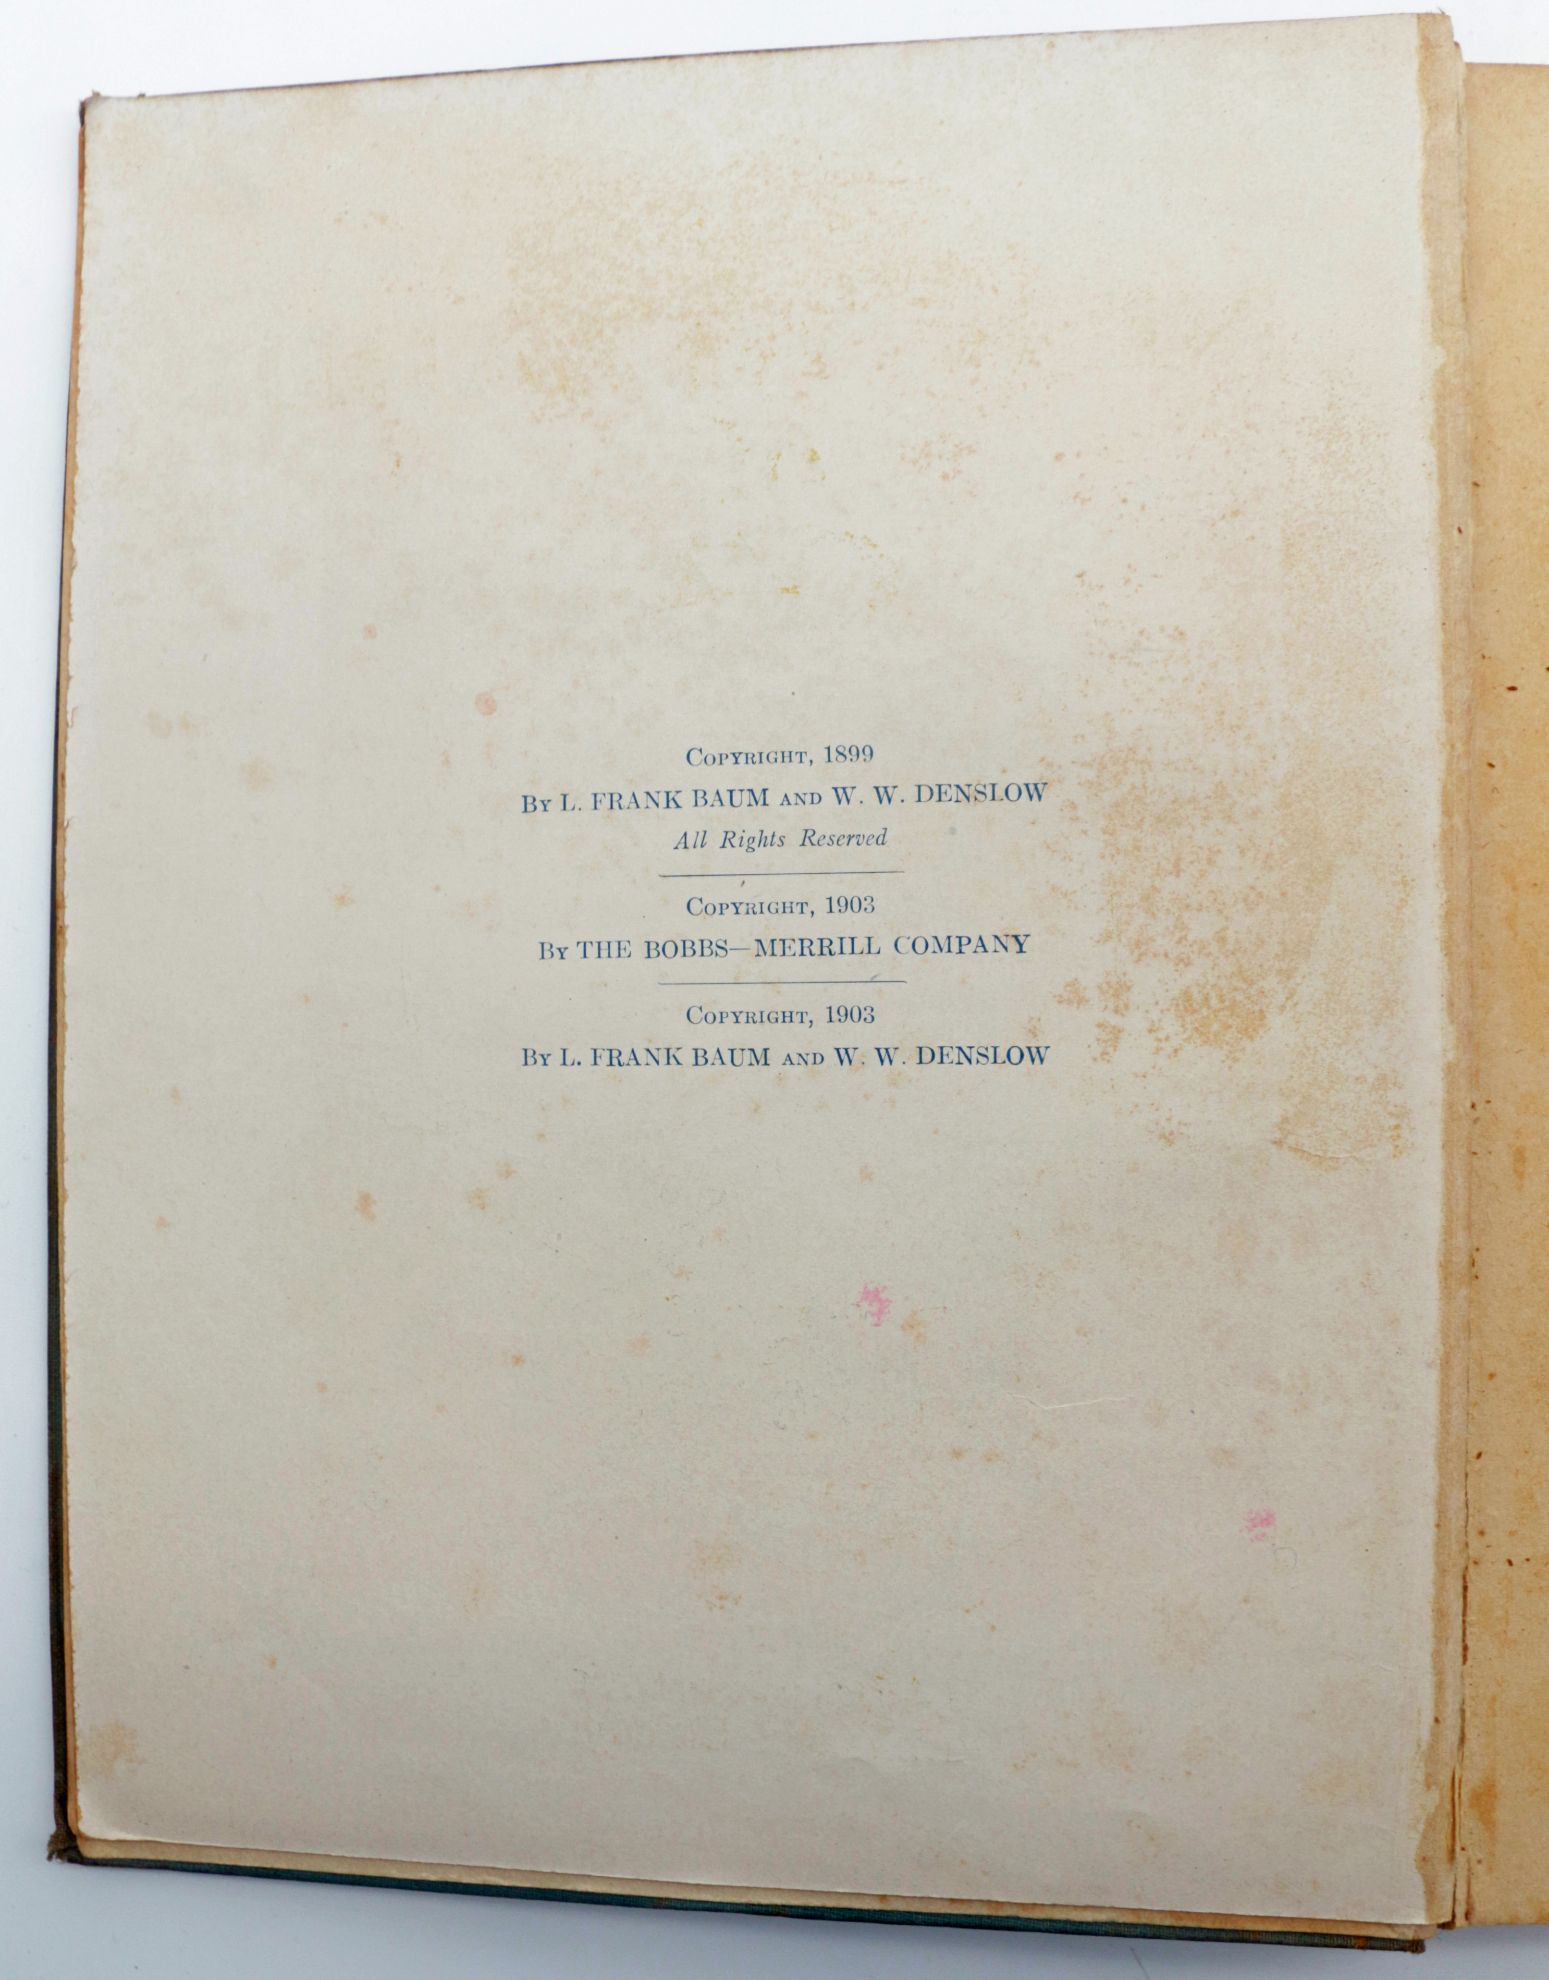 Copyright, 1899
By L. FRANK BAUM AND W. W. DENSLOW
All Rights Reserved
Copyright, 1903
By THE BOBBS—MERRILL COMPANY
Copyright, 1903
By L. FRANK BAUM AND W. W. DENSLOW